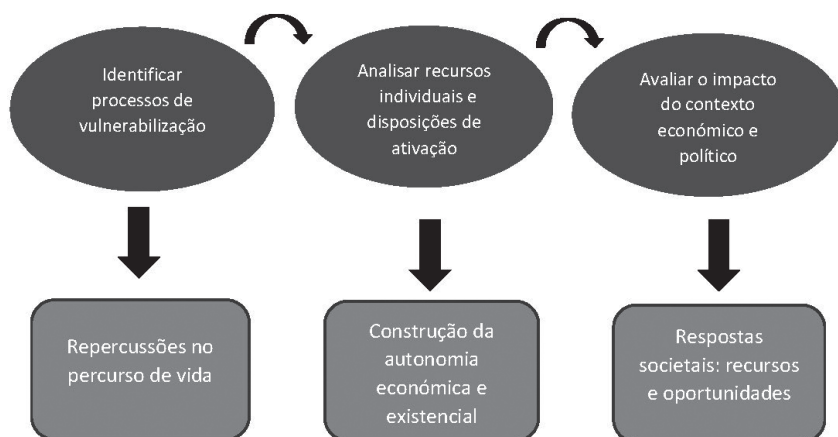 Identificar
processos de
vulnerabilização
Analisar recursos
individuais e
disposições de
ativação
Avaliar o impacto
do contexto
económico e
político
Repercussões no
percurso de vida
Construção da
autonomia
económica e
existencial
Respostas
societais: recursos
e oportunidades